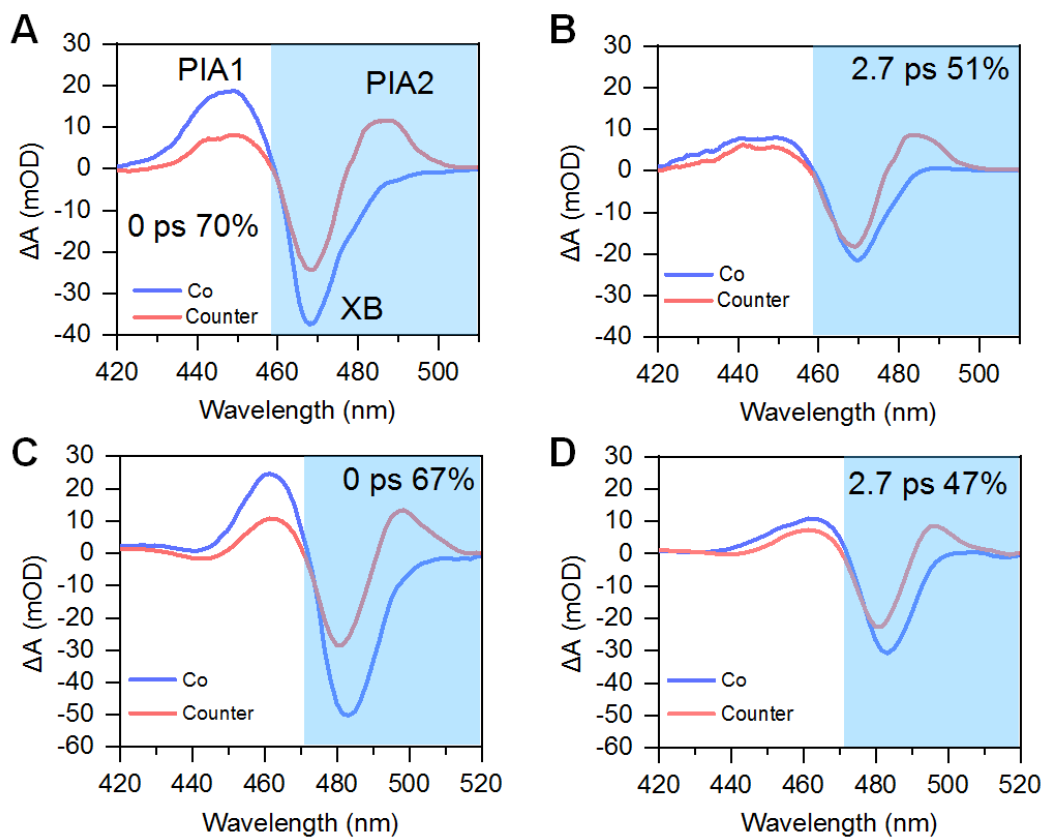 A
30
20
10
0
-10
-20
-30
-40
ΔA (mOD)
PIA1
PIA2
0 ps 70%
XB
Co
Counter
420 440 460 480 500
Wavelength (nm)
B
30
20
10
0
-10
-20
-30
-40
ΔA (mOD)
2.7 ps 51%
Co
Counter
420 440 460 480 500
Wavelength (nm)
C
30
20
10
0
-10
-20
-30
-40
-50
-60
ΔA (mOD)
0 ps 67%
Co
Counter
420 440 460 480 500 520
Wavelength (nm)
D
30
20
10
0
-10
-20
-30
-40
-50
-60
ΔA (mOD)
2.7 ps 47%
Co
Counter
420 440 460 480 500 520
Wavelength (nm)